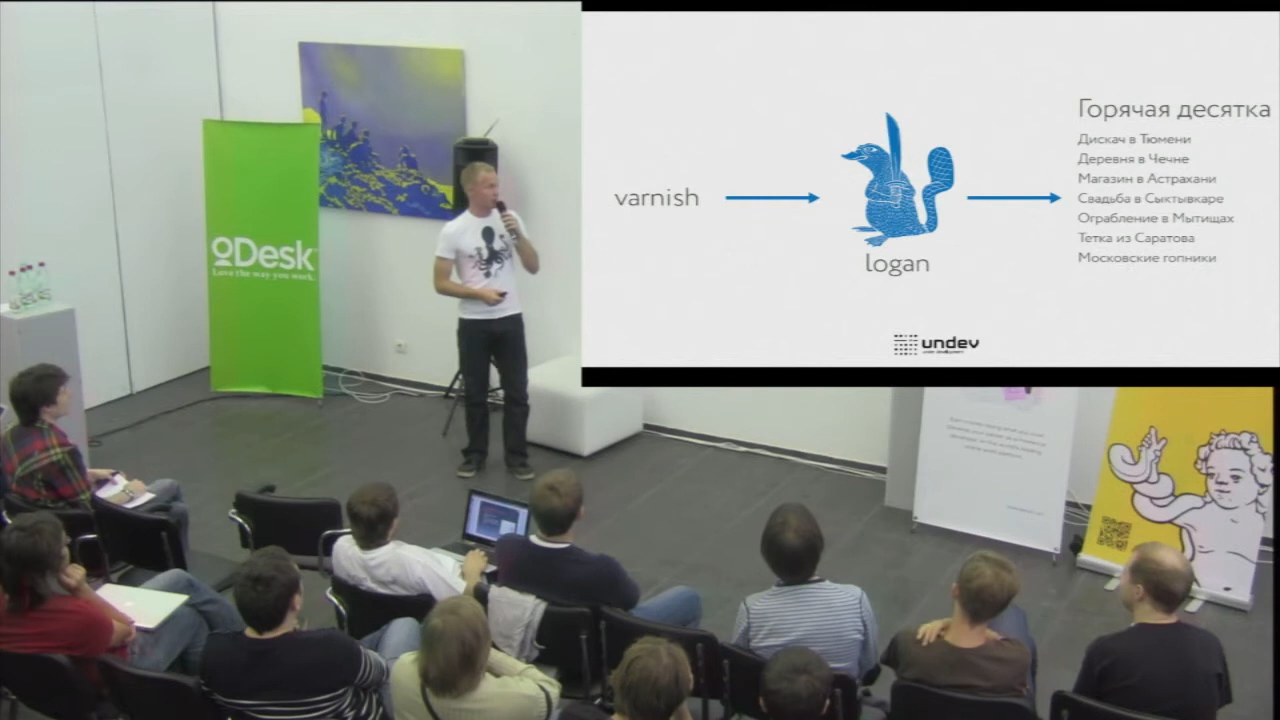 Горячая десятка
Дискач в Тюмени
Деревня в Чечне
Магазин в Астрахани
Свадьба в Сыктывкаре
Ограбление в Мытищах
Тетка из Саратова
Московские гопники
varnish
logan
undev
oDesk
Love the way you work.